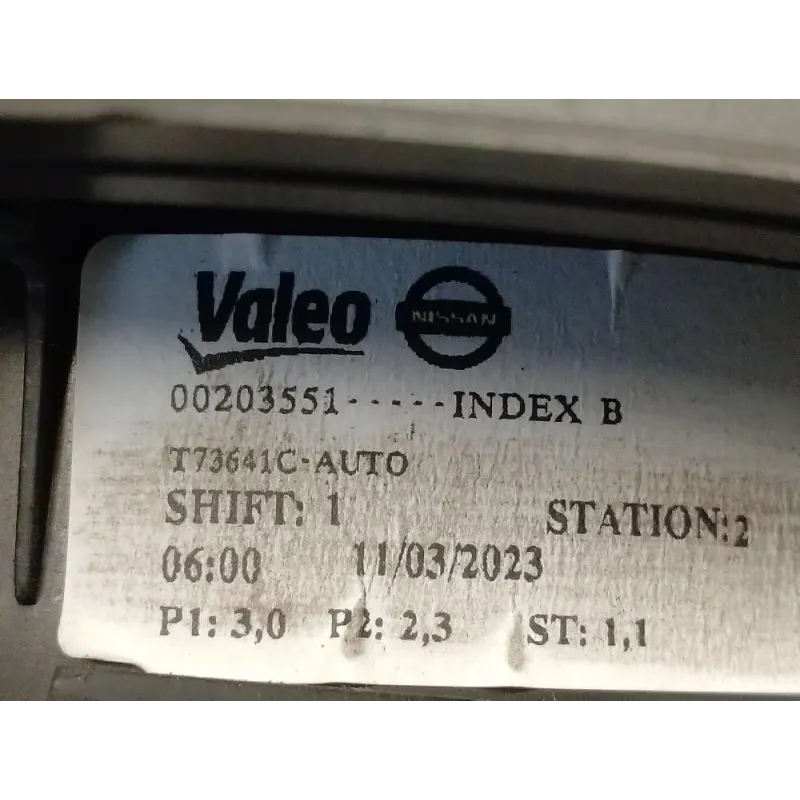 Valeo NISSAN
00203551-----INDEX B
T73641C-AUTO
SHIFT: 1 STATION:2
06:00 11/03/2023
P1: 3,0 P2: 2,3 ST: 1,1